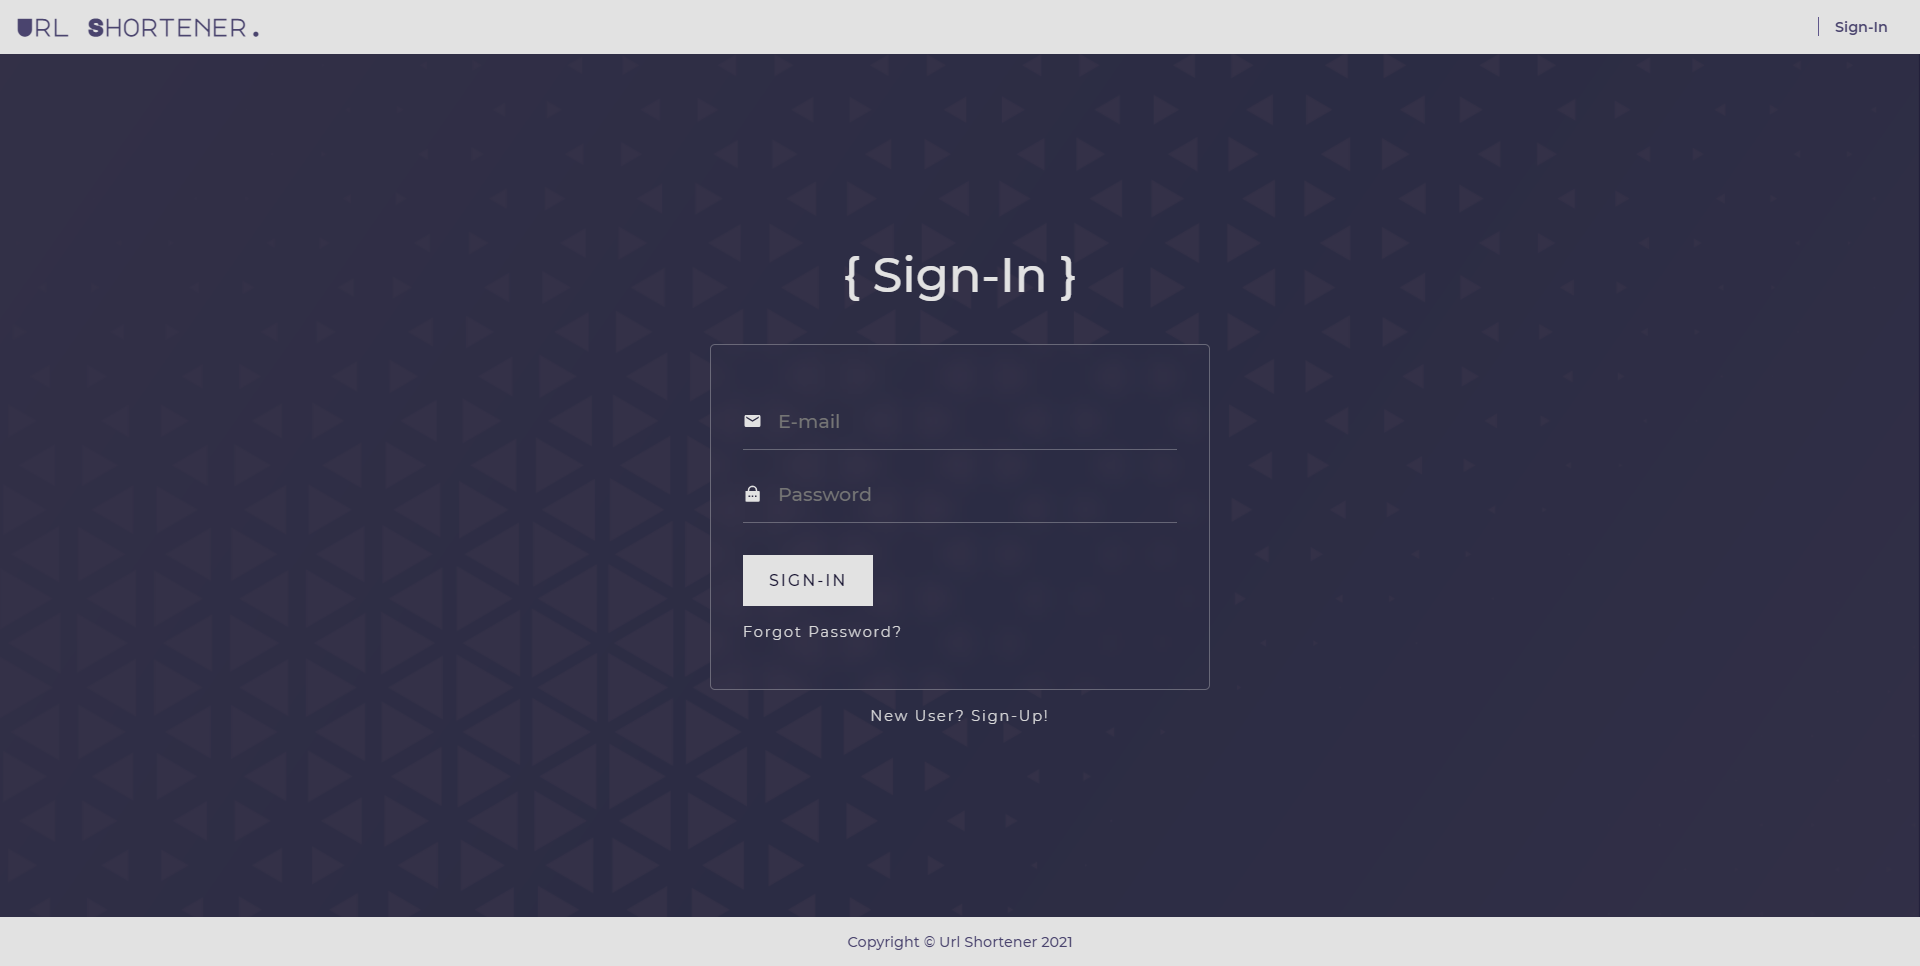 URL SHORTENER.
Sign-In
{ Sign-In }
E-mail
Password
SIGN-IN
Forgot Password?
New User? Sign-Up!
Copyright © Url Shortener 2021